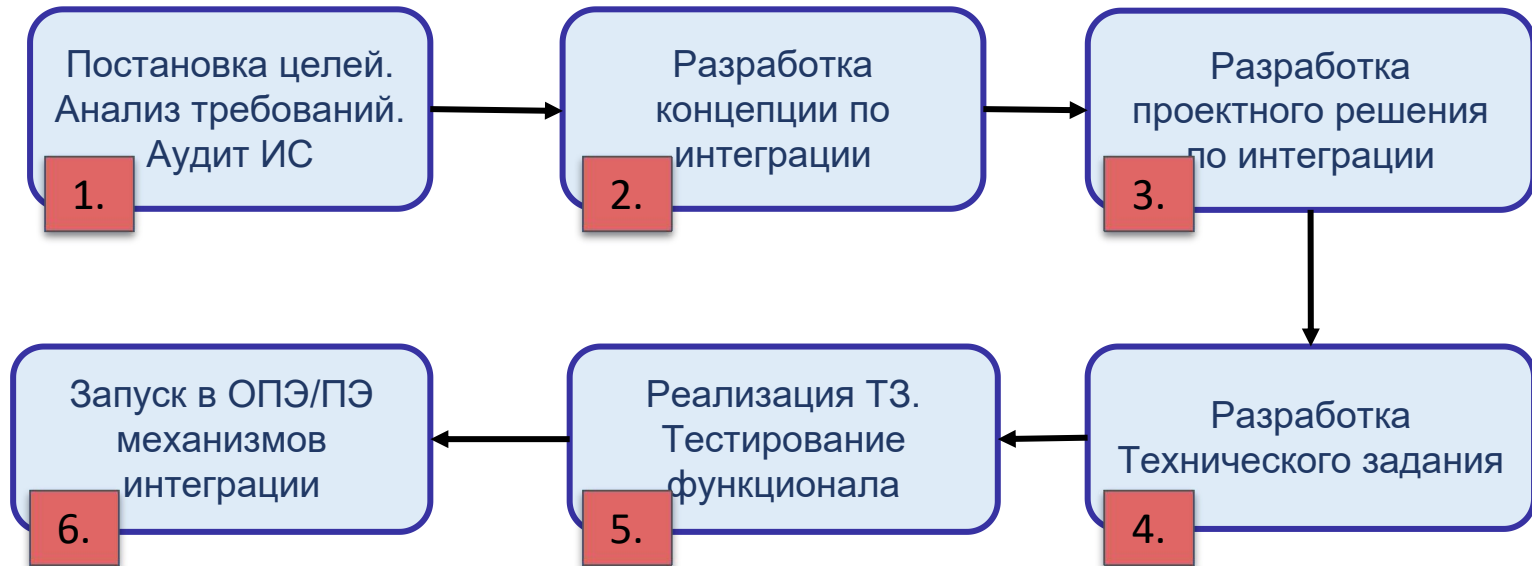 Постановка целей.
Анализ требований.
Аудит ИС
1.
Разработка
концепции по
интеграции
2.
Разработка
проектного решения
по интеграции
3.
Разработка
Технического задания
4.
Реализация ТЗ.
Тестирование
функционала
5.
Запуск в ОПЭ/ПЭ
механизмов
интеграции
6.